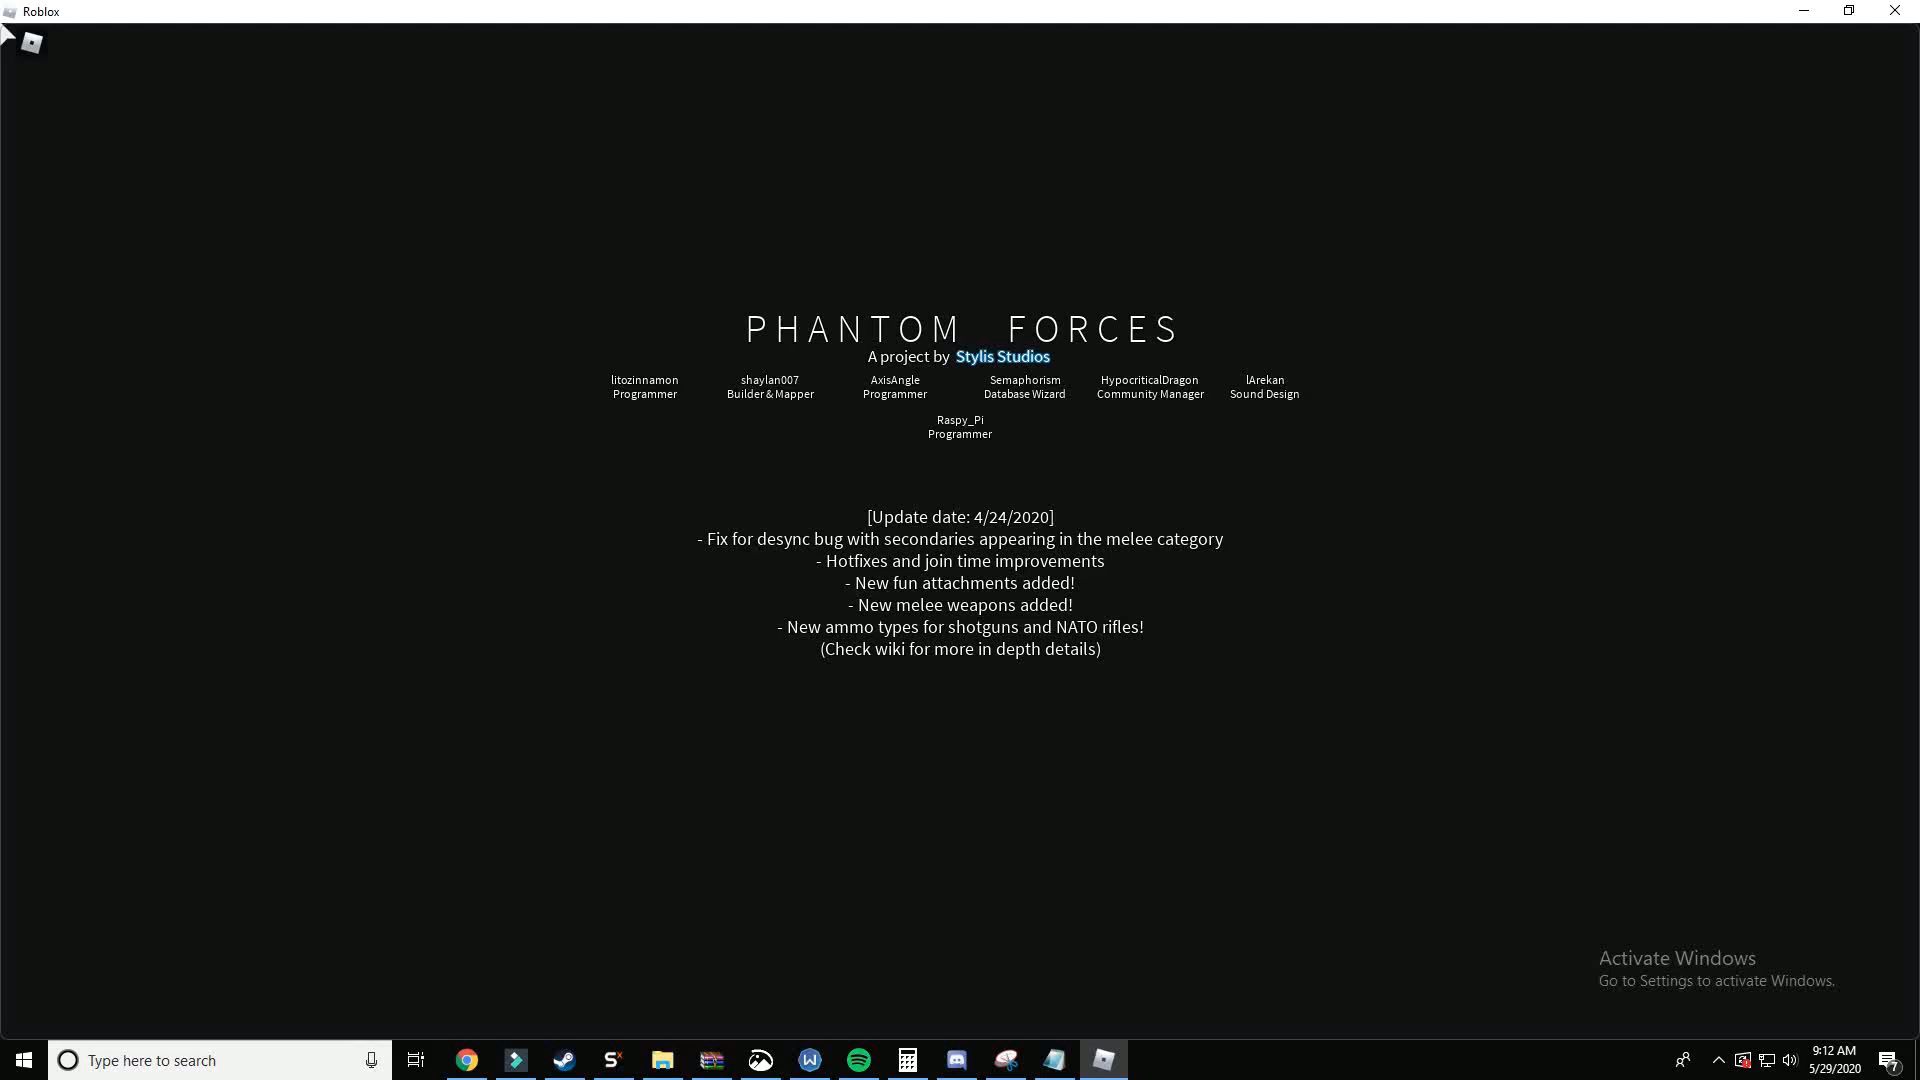 Roblox
PHANTOM FORCES
A project by Stylis Studios
litozinnamon
Programmer
shaylan007
Builder & Mapper
AxisAngle
Programmer
Semaphorism
Database Wizard
HypocriticalDragon
Community Manager
lArekan
Sound Design
Raspy_Pi
Programmer
[Update date: 4/24/2020]
- Fix for desync bug with secondaries appearing in the melee category
- Hotfixes and join time improvements
- New fun attachments added!
- New melee weapons added!
- New ammo types for shotguns and NATO rifles!
(Check wiki for more in depth details)
Activate Windows
Go to Settings to activate Windows.
Type here to search
9:12 AM
5/29/2020
7